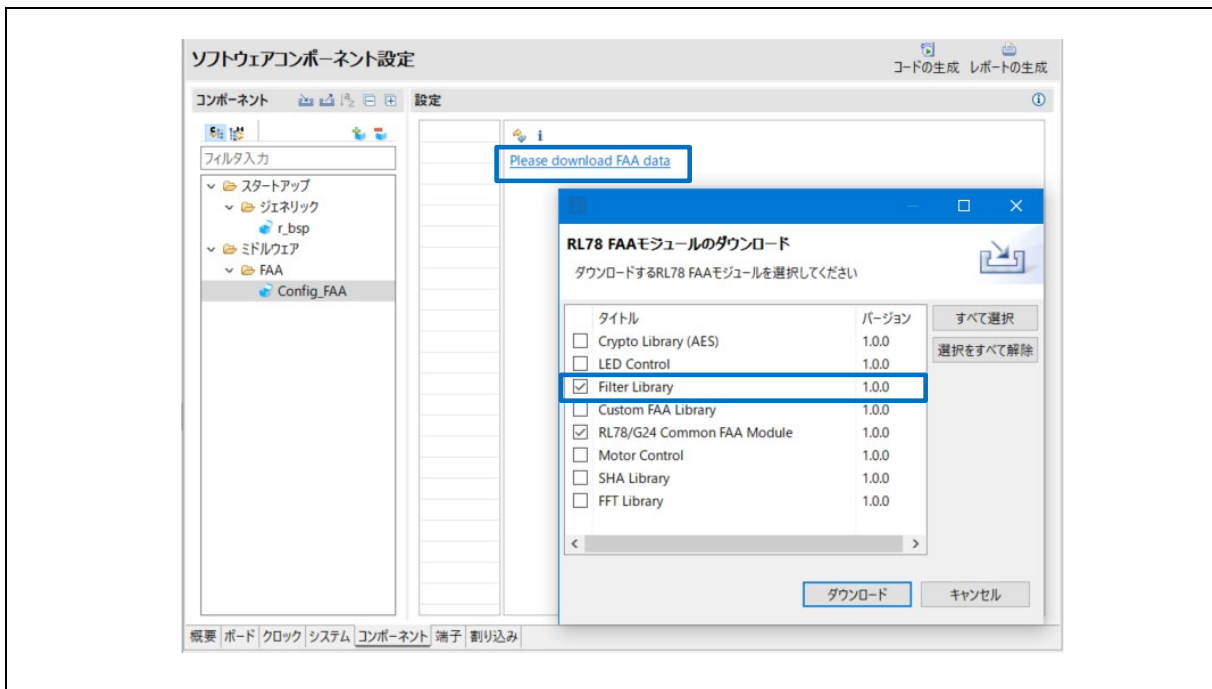 ソフトウェアコンポーネント設定
コードの生成 レポートの生成
コンポーネント
設定
フィルタ入力
スタートアップ
ジェネリック
r_bsp
ミドルウェア
FAA
Config_FAA
i
Please download FAA data
RL78 FAAモジュールのダウンロード
ダウンロードするRL78 FAAモジュールを選択してください
タイトル バージョン
Crypto Library (AES) 1.0.0
LED Control 1.0.0
Filter Library 1.0.0
Custom FAA Library 1.0.0
RL78/G24 Common FAA Module 1.0.0
Motor Control 1.0.0
SHA Library 1.0.0
FFT Library 1.0.0
すべて選択
選択をすべて解除
ダウンロード キャンセル
概要 ボード クロック システム コンポーネント 端子 割り込み